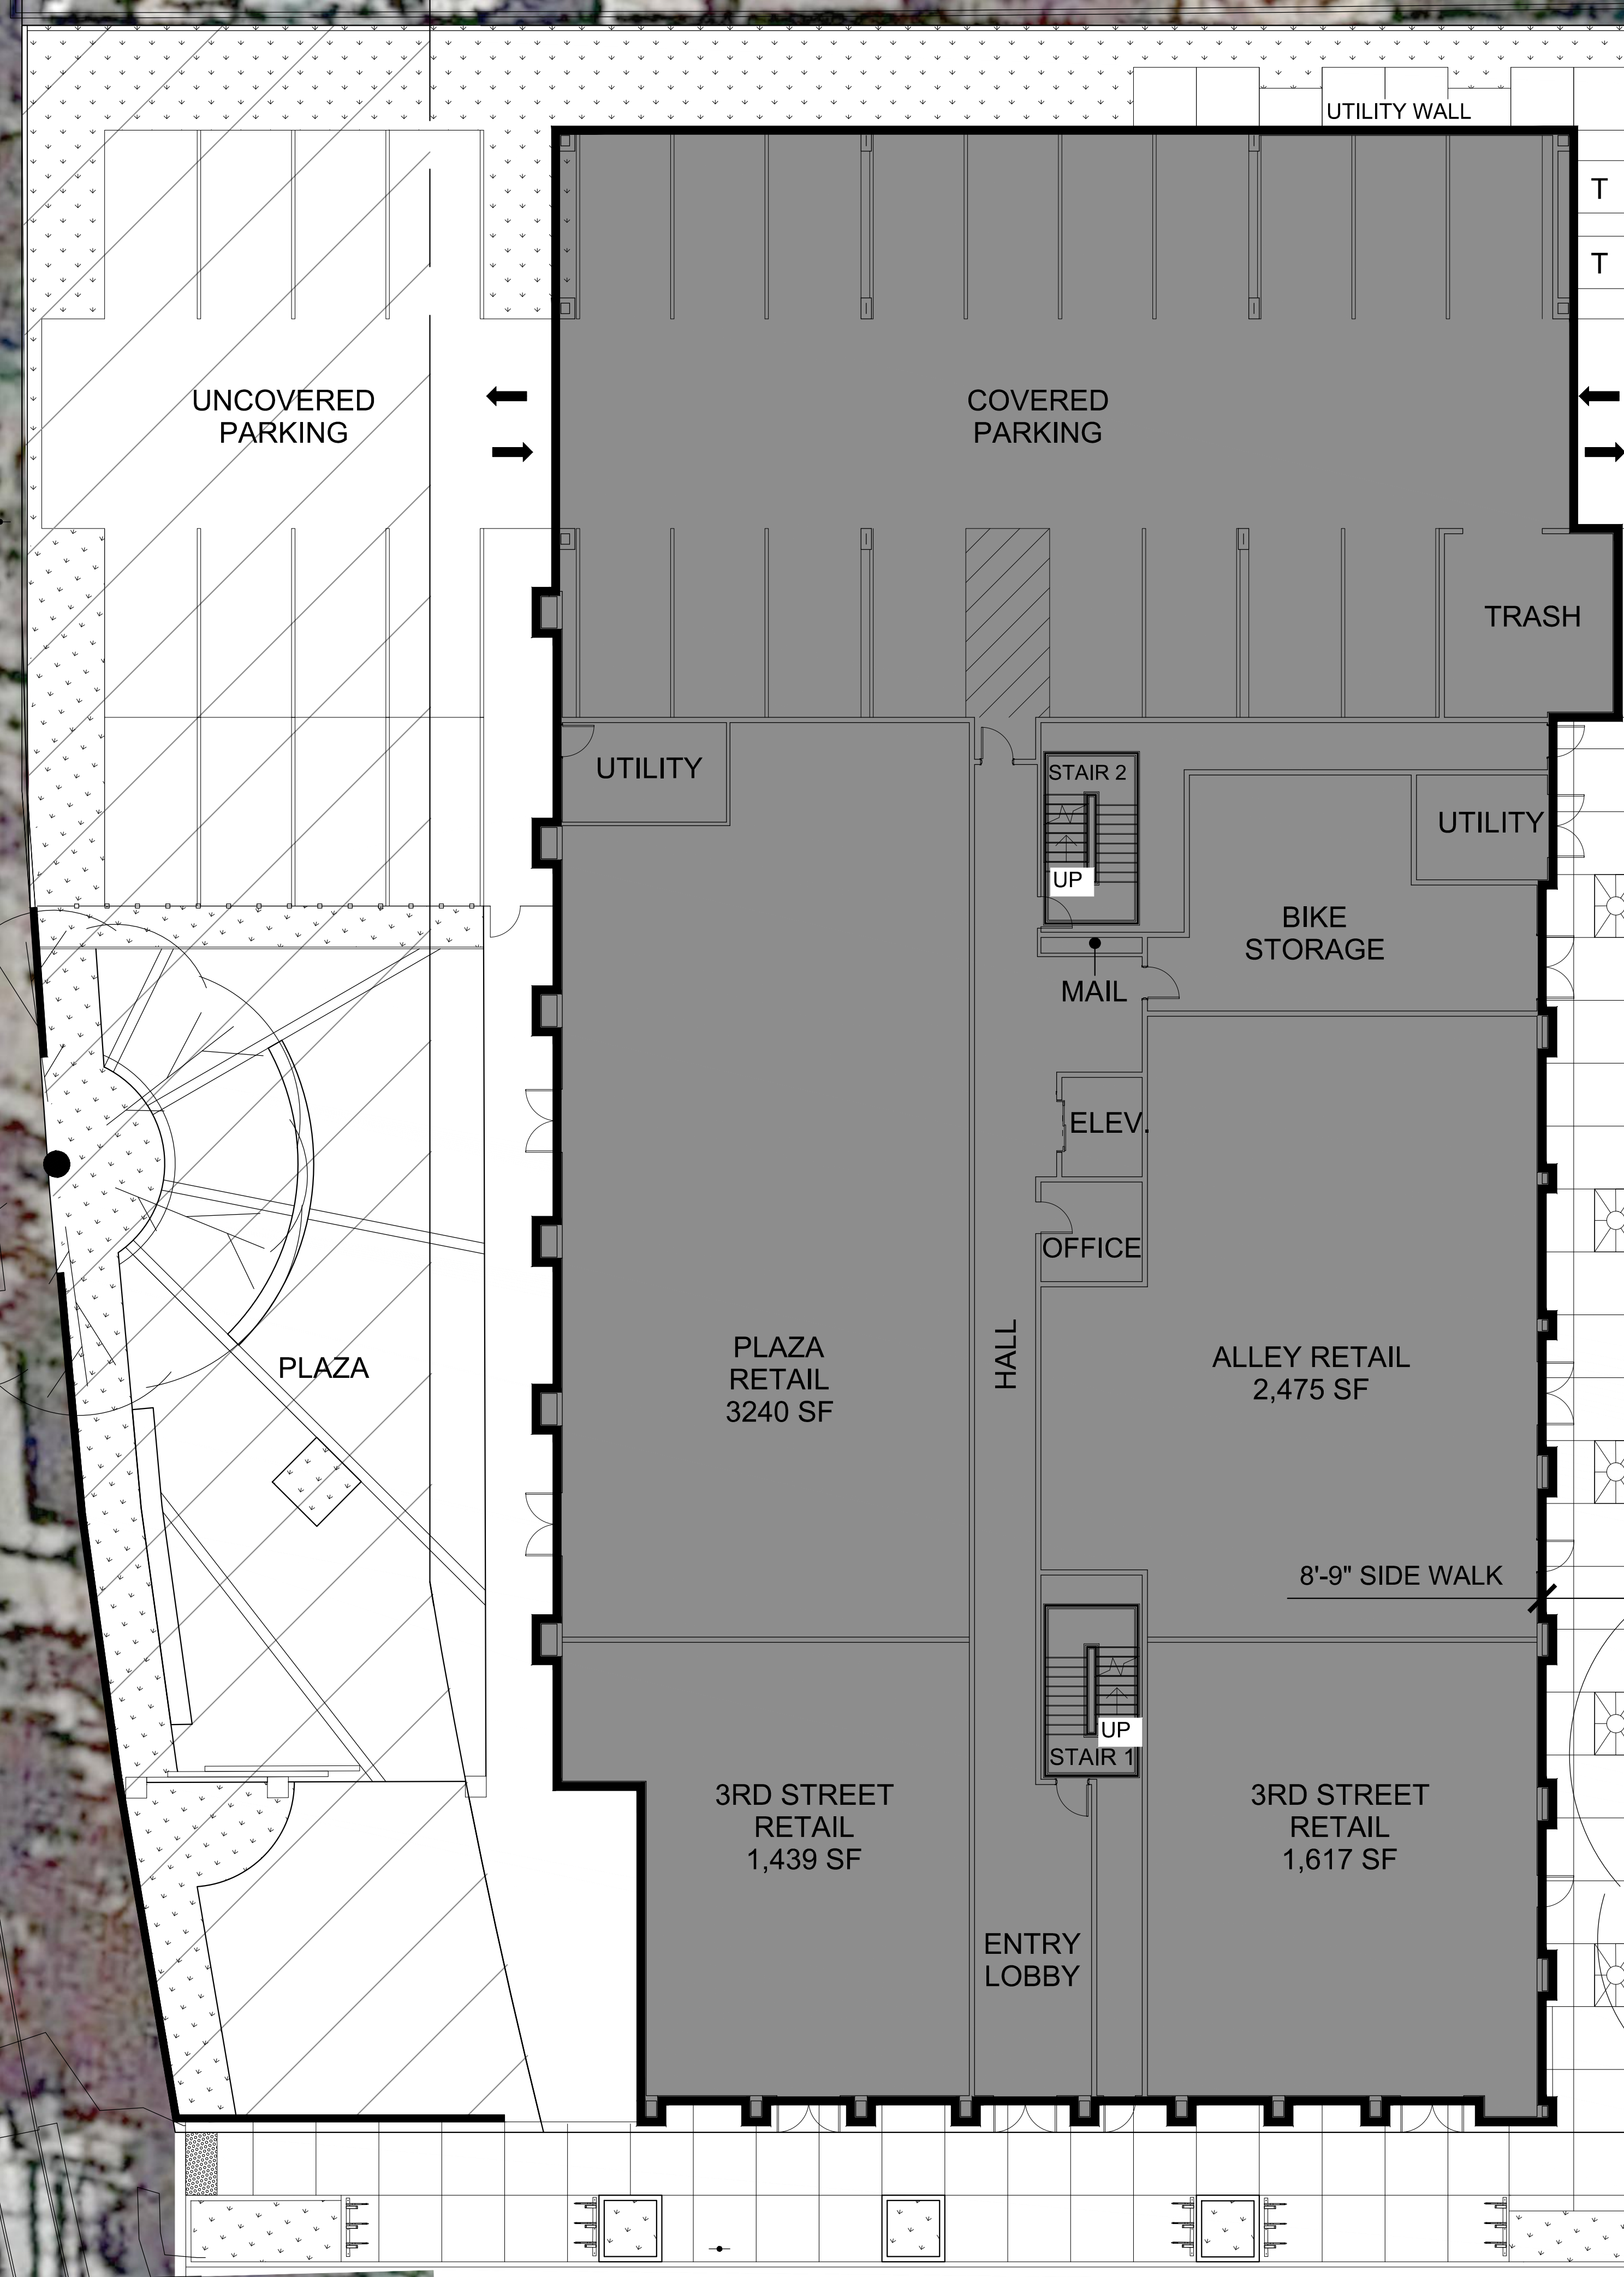 UTILITY WALL
T
T
UNCOVERED
PARKING
COVERED
PARKING
TRASH
UTILITY
STAIR 2
UP
UTILITY
BIKE
STORAGE
MAIL
ELEV.
OFFICE
HALL
PLAZA
PLAZA
RETAIL
3240 SF
ALLEY RETAIL
2,475 SF
8'-9" SIDE WALK
UP
STAIR 1
3RD STREET
RETAIL
1,439 SF
3RD STREET
RETAIL
1,617 SF
ENTRY
LOBBY